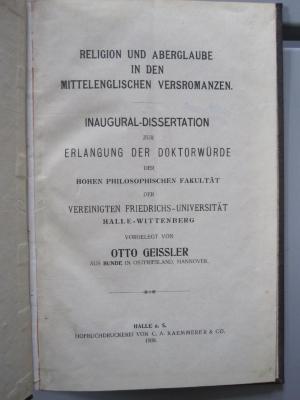 RELIGION UND ABERGLAUBE
IN DEN
MITTELENGLISCHEN VERSROMANZEN.
INAUGURAL-DISSERTATION
ZUR
ERLANGUNG DER DOKTORWÜRDE
DER
HOHEN PHILOSOPHISCHEN FAKULTÄT
DER
VEREINIGTEN FRIEDRICHS-UNIVERSITÄT
HALLE-WITTENBERG
VORGELEGT VON
OTTO GEISSLER
AUS BUNDE IN OSTFRIESLAND, HANNOVER.
HALLE a. S.
HOFBUCHDRUCKEREI VON C. A. KAEMMERER & CO.
1908.